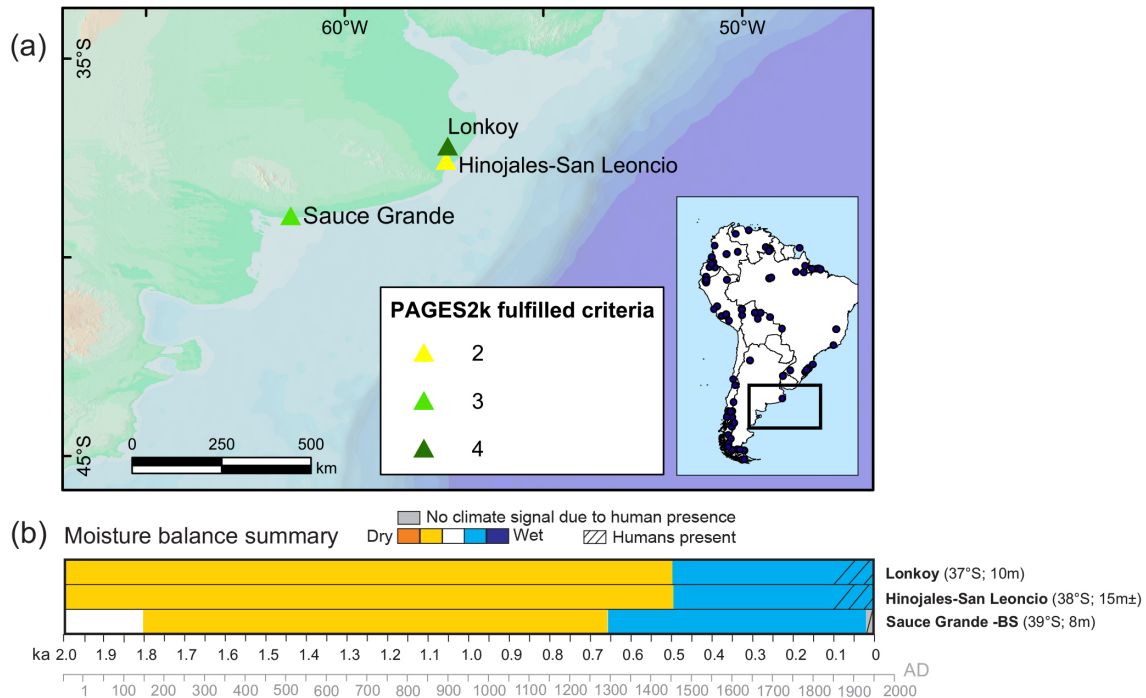 (a)
60°W
50°W
35°S
Lonkoy
Hinojales-San Leoncio
Sauce Grande
PAGES2k fulfilled criteria
2
3
4
45°S
0 250 500
km
(b) Moisture balance summary
No climate signal due to human presence
Dry Wet Humans present
Lonkoy (37°S; 10m)
Hinojales-San Leoncio (38°S; 15m±)
Sauce Grande -BS (39°S; 8m)
ka 2.0 1.9 1.8 1.7 1.6 1.5 1.4 1.3 1.2 1.1 1.0 0.9 0.8 0.7 0.6 0.5 0.4 0.3 0.2 0.1 0
AD
1 100 200 300 400 500 600 700 800 900 1000 1100 1200 1300 1400 1500 1600 1700 1800 1900 2000